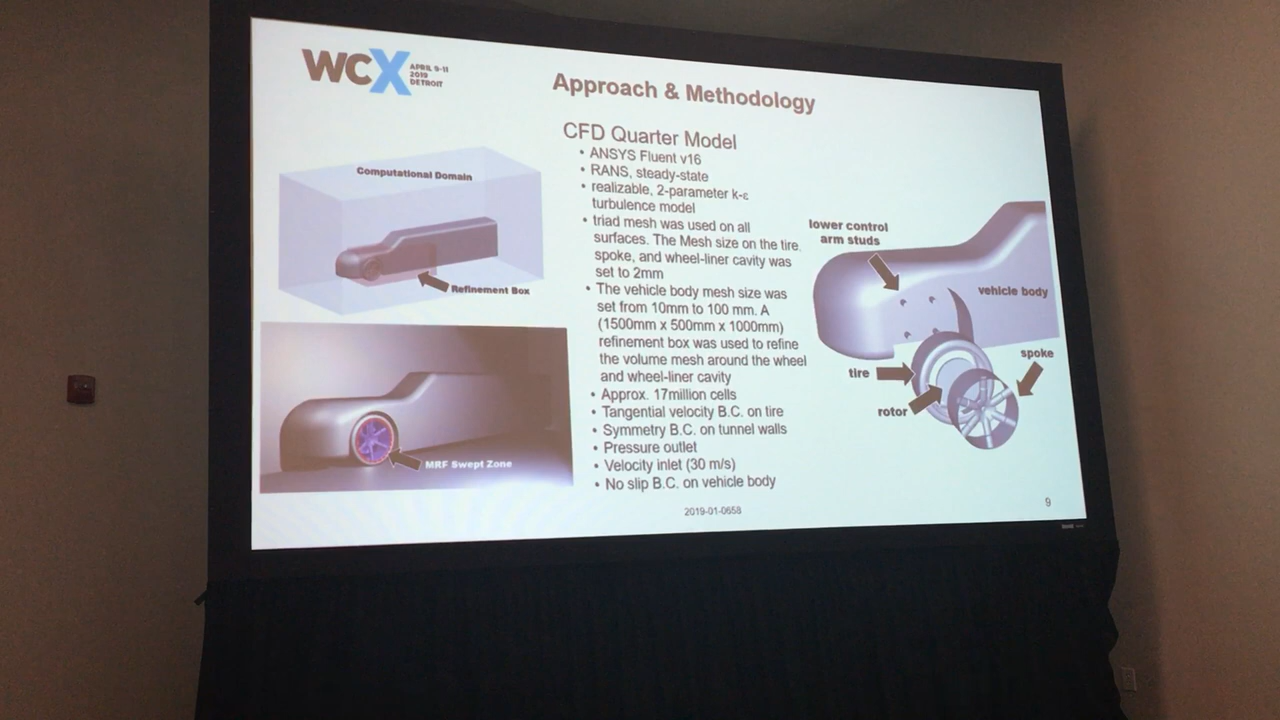 WCX
APRIL 9-11
2019
DETROIT
Approach & Methodology
CFD Quarter Model
• ANSYS Fluent v16
• RANS, steady-state
• realizable, 2-parameter k-ε
turbulence model
• triad mesh was used on all
surfaces. The Mesh size on the tire.
spoke, and wheel-liner cavity was
set to 2mm
• The vehicle body mesh size was
set from 10mm to 100 mm. A
(1500mm x 500mm x 1000mm)
refinement box was used to refine
the volume mesh around the wheel
and wheel-liner cavity
• Approx. 17million cells
• Tangential velocity B.C. on tire
• Symmetry B.C. on tunnel walls
• Pressure outlet
• Velocity inlet (30 m/s)
• No slip B.C. on vehicle body
Computational Domain
Refinement Box
MRF Swept Zone
lower control
arm studs
vehicle body
spoke
tire
rotor
2019-01-0658
9